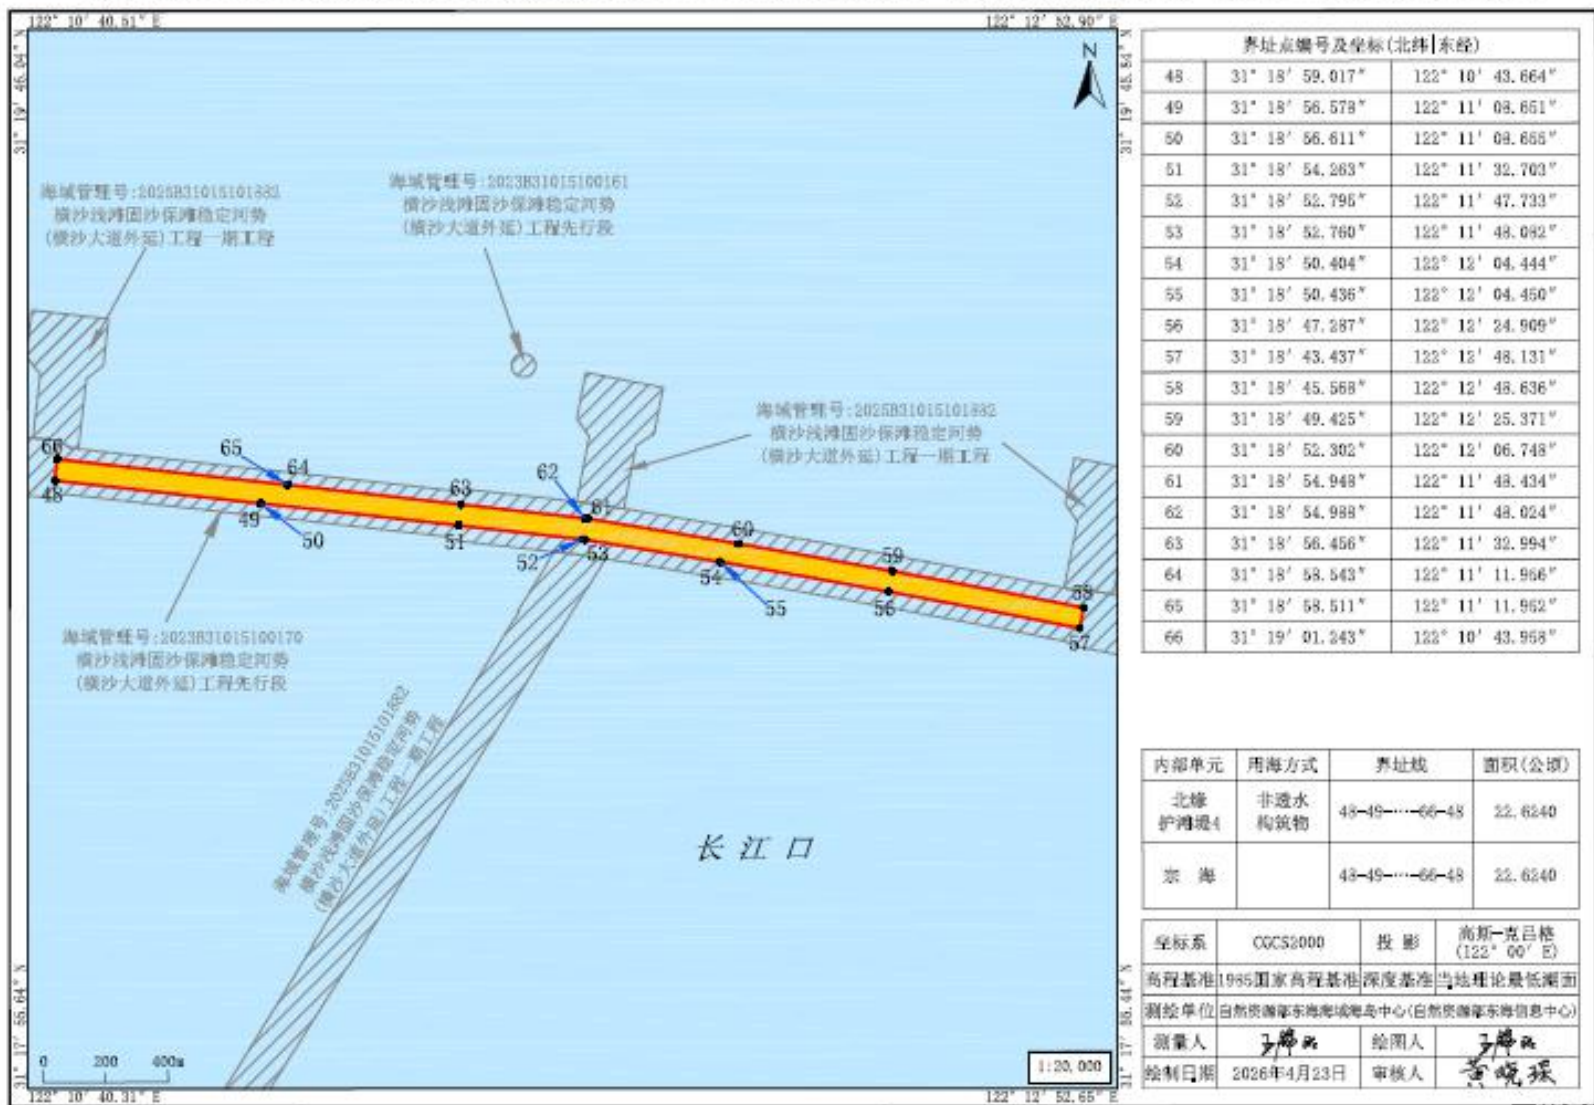 122° 10′ 40.51″ E
122° 12′ 52.90″ E
31° 19′ 46.04″ N
31° 19′ 45.84″ N
N
海域管理号:2025B31015101882
横沙浅滩固沙保滩稳定河势
(横沙大道外延)工程一期工程
海域管理号:2023B31015100161
横沙浅滩固沙保滩稳定河势
(横沙大道外延)工程先行段
海域管理号:2025B31015101882
横沙浅滩固沙保滩稳定河势
(横沙大道外延)工程一期工程
66
65
64
63
62
61
60
59
58
48
49
50
51
52
53
54
55
56
57
海域管理号:2023B31015100170
横沙浅滩固沙保滩稳定河势
(横沙大道外延)工程先行段
海域管理号:2025B31015101882
横沙浅滩固沙保滩稳定河势
(横沙大道外延)工程一期工程
长江口
0 200 400m
1:20,000
31° 17′ 55.64″ N
31° 17′ 55.44″ N
122° 10′ 40.31″ E
122° 12′ 52.65″ E
界址点编号及坐标(北纬|东经)
48 31° 18′ 59.017″ 122° 10′ 43.664″
49 31° 18′ 56.578″ 122° 11′ 08.651″
50 31° 18′ 56.611″ 122° 11′ 08.655″
51 31° 18′ 54.263″ 122° 11′ 32.703″
52 31° 18′ 52.795″ 122° 11′ 47.733″
53 31° 18′ 52.760″ 122° 11′ 48.082″
54 31° 18′ 50.404″ 122° 12′ 04.444″
55 31° 18′ 50.436″ 122° 12′ 04.450″
56 31° 18′ 47.287″ 122° 12′ 24.909″
57 31° 18′ 43.437″ 122° 12′ 48.131″
58 31° 18′ 45.568″ 122° 12′ 48.636″
59 31° 18′ 49.425″ 122° 12′ 25.371″
60 31° 18′ 52.302″ 122° 12′ 06.748″
61 31° 18′ 54.948″ 122° 11′ 48.434″
62 31° 18′ 54.988″ 122° 11′ 48.024″
63 31° 18′ 56.456″ 122° 11′ 32.994″
64 31° 18′ 58.543″ 122° 11′ 11.956″
65 31° 18′ 58.511″ 122° 11′ 11.952″
66 31° 19′ 01.243″ 122° 10′ 43.958″
内部单元 用海方式 界址线 面积(公顷)
北缘护滩堤4 非透水构筑物 48-49-…-66-48 22.6240
宗海 48-49-…-66-48 22.6240
坐标系 CGCS2000 投影 高斯-克吕格(122° 00′ E)
高程基准 1985国家高程基准 深度基准 当地理论最低潮面
测绘单位 自然资源部东海海域海岛中心(自然资源部东海信息中心)
测量人 绘图人
绘制日期 2026年4月23日 审核人 黄晓琛